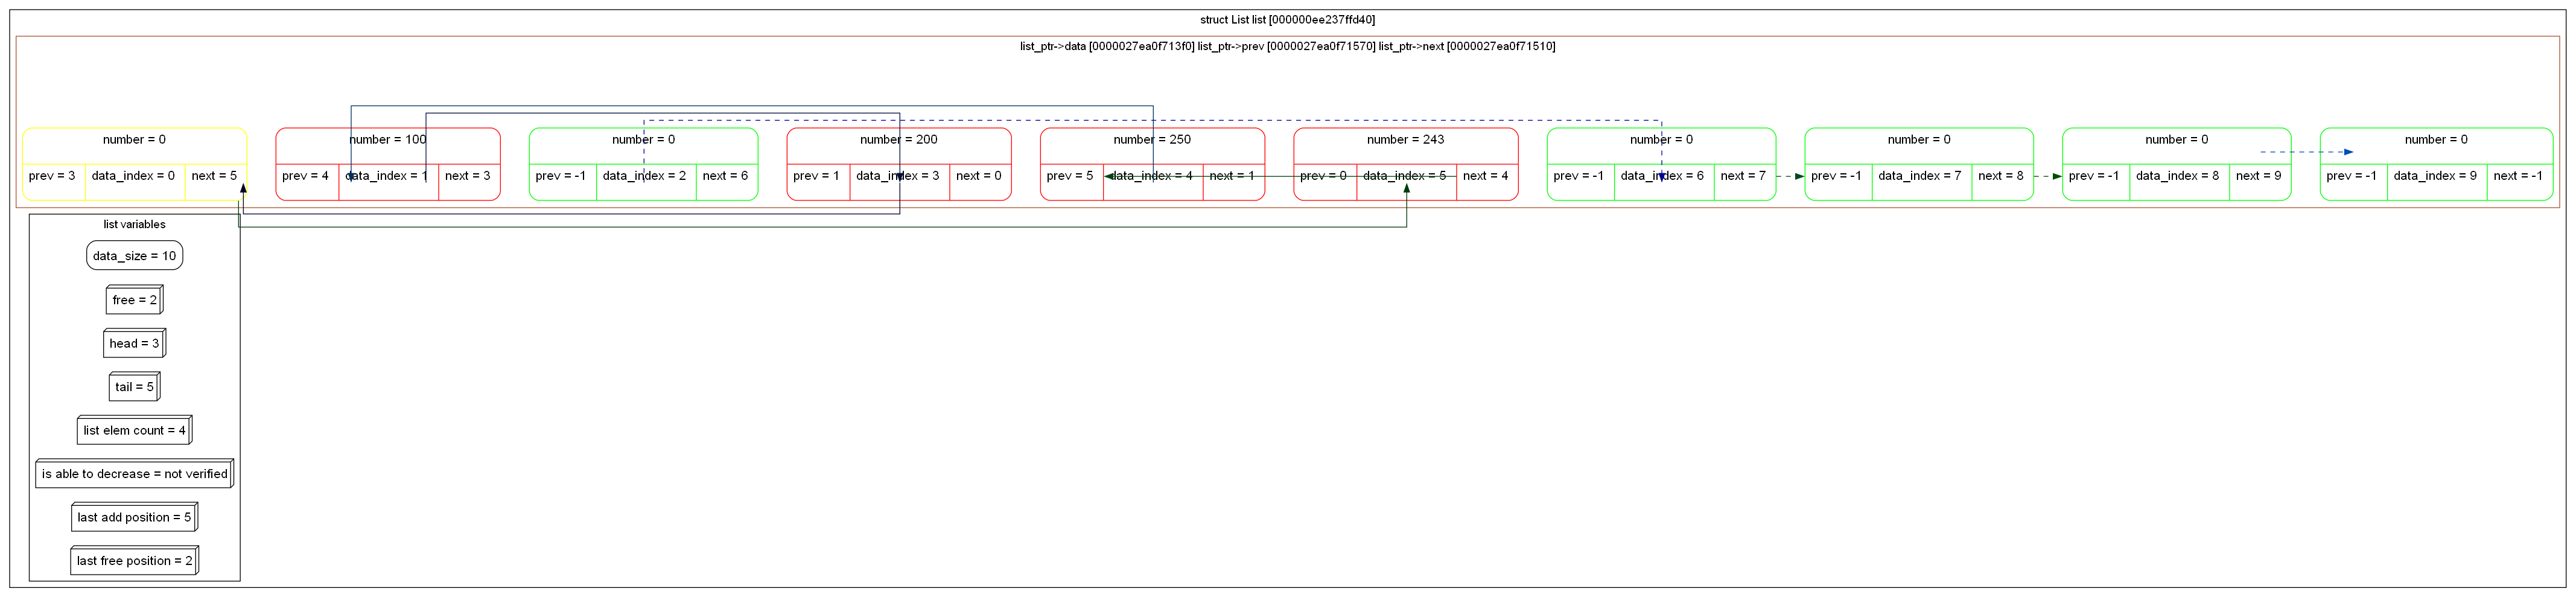 struct List list [000000ee237ffd40]
list_ptr->data [0000027ea0f713f0] list_ptr->prev [0000027ea0f71570] list_ptr->next [0000027ea0f71510]
number = 0
prev = 3 data_index = 0 next = 5
number = 100
prev = 4 data_index = 1 next = 3
number = 0
prev = -1 data_index = 2 next = 6
number = 200
prev = 1 data_index = 3 next = 0
number = 250
prev = 5 data_index = 4 next = 1
number = 243
prev = 0 data_index = 5 next = 4
number = 0
prev = -1 data_index = 6 next = 7
number = 0
prev = -1 data_index = 7 next = 8
number = 0
prev = -1 data_index = 8 next = 9
number = 0
prev = -1 data_index = 9 next = -1
list variables
data_size = 10
free = 2
head = 3
tail = 5
list elem count = 4
is able to decrease = not verified
last add position = 5
last free position = 2